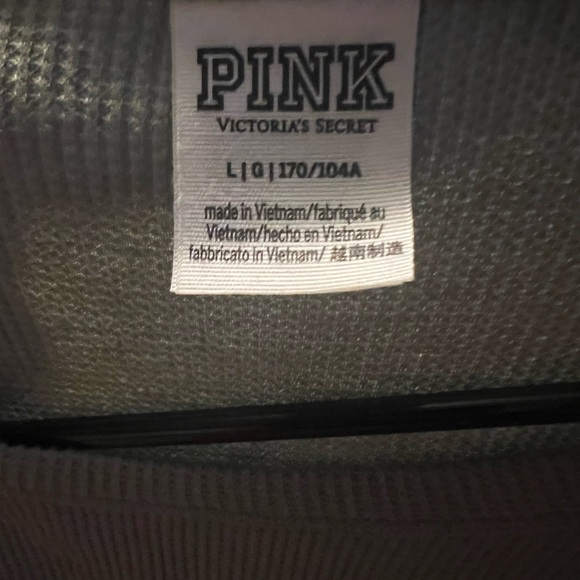 PINK
VICTORIA'S SECRET
L|G|170/104A
made in Vietnam/fabriqué au
Vietnam/hecho en Vietnam/
fabbricato in Vietnam/ 越南制造